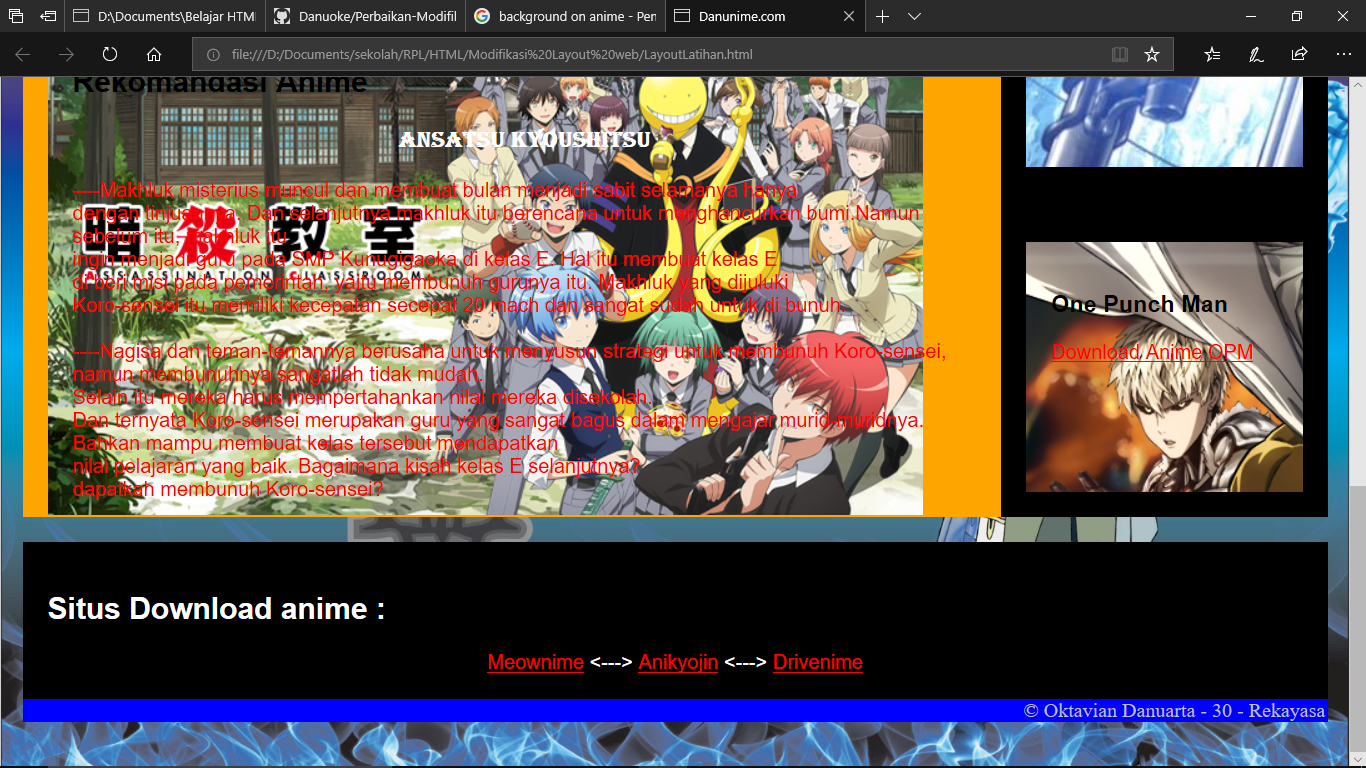 D:\Documents\Belajar HTM
Danuoke/Perbaikan-Modifil
background on anime - Pen
Danunime.com
file:///D:/Documents/sekolah/RPL/HTML/Modifikasi%20Layout%20web/LayoutLatihan.html
Rekomandasi Anime
ANSATSU KYOUSHITSU
----Makhluk misterius muncul dan membuat bulan menjadi sabit selamanya hanya
dengan tinjuannya. Dan selanjutnya makhluk itu berencana untuk menghancurkan bumi.Namun
sebelum itu, makhluk itu
ingin menjadi guru pada SMP Kunugigaoka di kelas E. Hal itu membuat kelas E
di beri misi pada pemerintah, yaitu membunuh gurunya itu. Makhluk yang dijuluki
Koro-sensei itu memiliki kecepatan secepat 20 mach dan sangat sudah untuk di bunuh.
暗殺教室
ASSASSINATION CLASSROOM
----Nagisa dan teman-temannya berusaha untuk menyusun strategi untuk membunuh Koro-sensei,
namun membunuhnya sangatlah tidak mudah.
Selain itu mereka harus mempertahankan nilai mereka disekolah.
Dan ternyata Koro-sensei merupakan guru yang sangat bagus dalam mengajar murid-muridnya.
Bahkan mampu membuat kelas tersebut mendapatkan
nilai pelajaran yang baik. Bagaimana kisah kelas E selanjutnya?
dapatkah membunuh Koro-sensei?
One Punch Man
Download Anime OPM
Situs Download anime :
Meownime <---> Anikyojin <---> Drivenime
© Oktavian Danuarta - 30 - Rekayasa